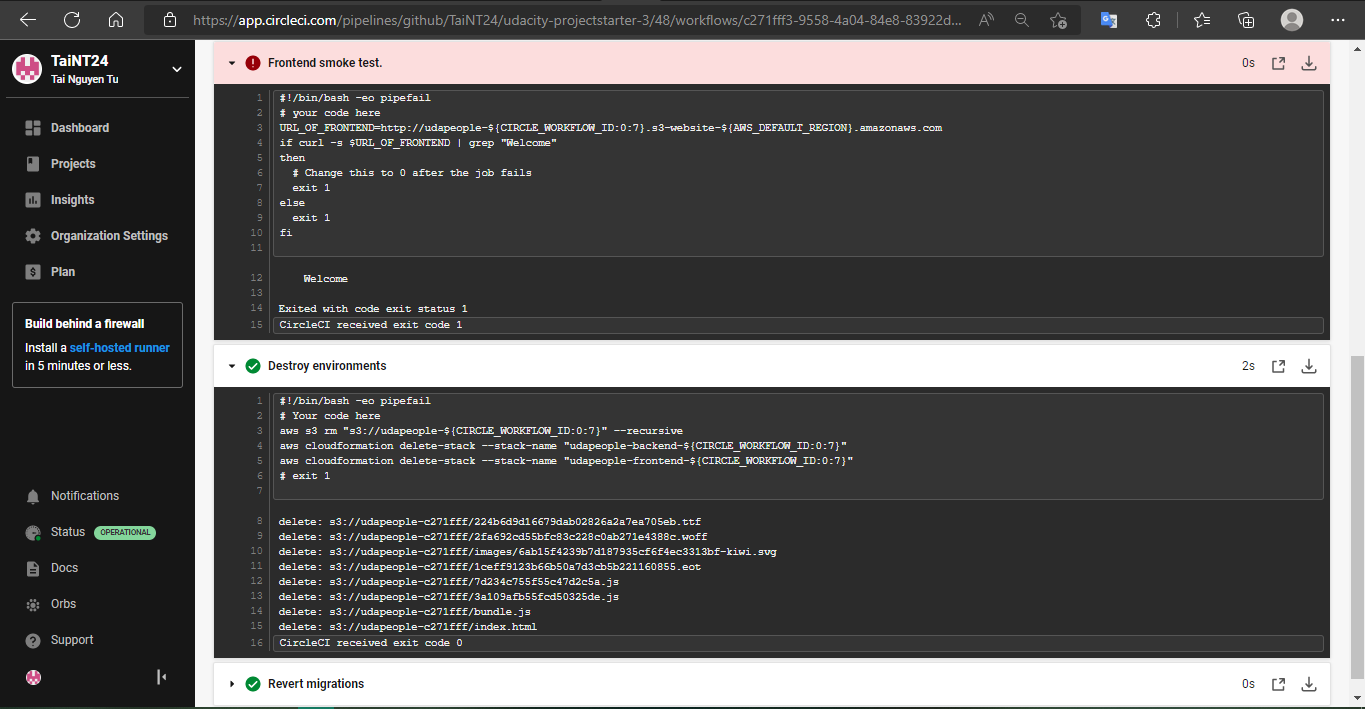 https://app.circleci.com/pipelines/github/TaiNT24/udacity-projectstarter-3/48/workflows/c271fff3-9558-4a04-84e8-83922d...
TaiNT24
Tai Nguyen Tu
Dashboard
Projects
Insights
Organization Settings
Plan
Build behind a firewall
Install a self-hosted runner
in 5 minutes or less.
Notifications
Status OPERATIONAL
Docs
Orbs
Support
Frontend smoke test. 0s
1 #!/bin/bash -eo pipefail
2 # your code here
3 URL_OF_FRONTEND=http://udapeople-${CIRCLE_WORKFLOW_ID:0:7}.s3-website-${AWS_DEFAULT_REGION}.amazonaws.com
4 if curl -s $URL_OF_FRONTEND | grep "Welcome"
5 then
6   # Change this to 0 after the job fails
7   exit 1
8 else
9   exit 1
10 fi
11
12     Welcome
13
14 Exited with code exit status 1
15 CircleCI received exit code 1
Destroy environments 2s
1 #!/bin/bash -eo pipefail
2 # Your code here
3 aws s3 rm "s3://udapeople-${CIRCLE_WORKFLOW_ID:0:7}" --recursive
4 aws cloudformation delete-stack --stack-name "udapeople-backend-${CIRCLE_WORKFLOW_ID:0:7}"
5 aws cloudformation delete-stack --stack-name "udapeople-frontend-${CIRCLE_WORKFLOW_ID:0:7}"
6 # exit 1
7
8 delete: s3://udapeople-c271fff/224b6d9d16679dab02826a2a7ea705eb.ttf
9 delete: s3://udapeople-c271fff/2fa692cd55bfc83c228c0ab271e4388c.woff
10 delete: s3://udapeople-c271fff/images/6ab15f4239b7d187935cf6f4ec3313bf-kiwi.svg
11 delete: s3://udapeople-c271fff/1ceff9123b66b50a7d3cb5b221160855.eot
12 delete: s3://udapeople-c271fff/7d234c755f55c47d2c5a.js
13 delete: s3://udapeople-c271fff/3a109afb55fcd50325de.js
14 delete: s3://udapeople-c271fff/bundle.js
15 delete: s3://udapeople-c271fff/index.html
16 CircleCI received exit code 0
Revert migrations 0s